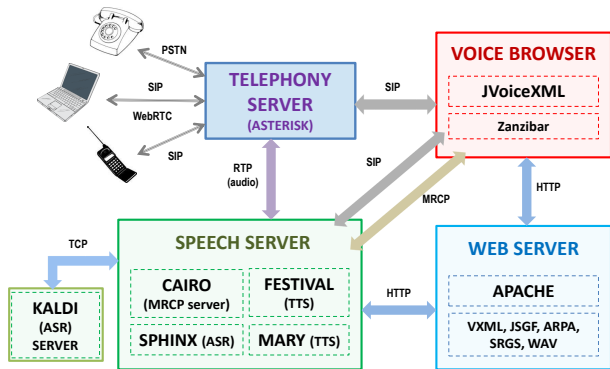 PSTN
SIP
WebRTC
SIP
TELEPHONY
SERVER
(ASTERISK)
SIP
VOICE BROWSER
JVoiceXML
Zanzibar
RTP
(audio)
SIP
MRCP
HTTP
TCP
SPEECH SERVER
CAIRO
(MRCP server)
FESTIVAL
(TTS)
SPHINX (ASR)
MARY (TTS)
KALDI
(ASR)
SERVER
HTTP
WEB SERVER
APACHE
VXML, JSGF, ARPA,
SRGS, WAV